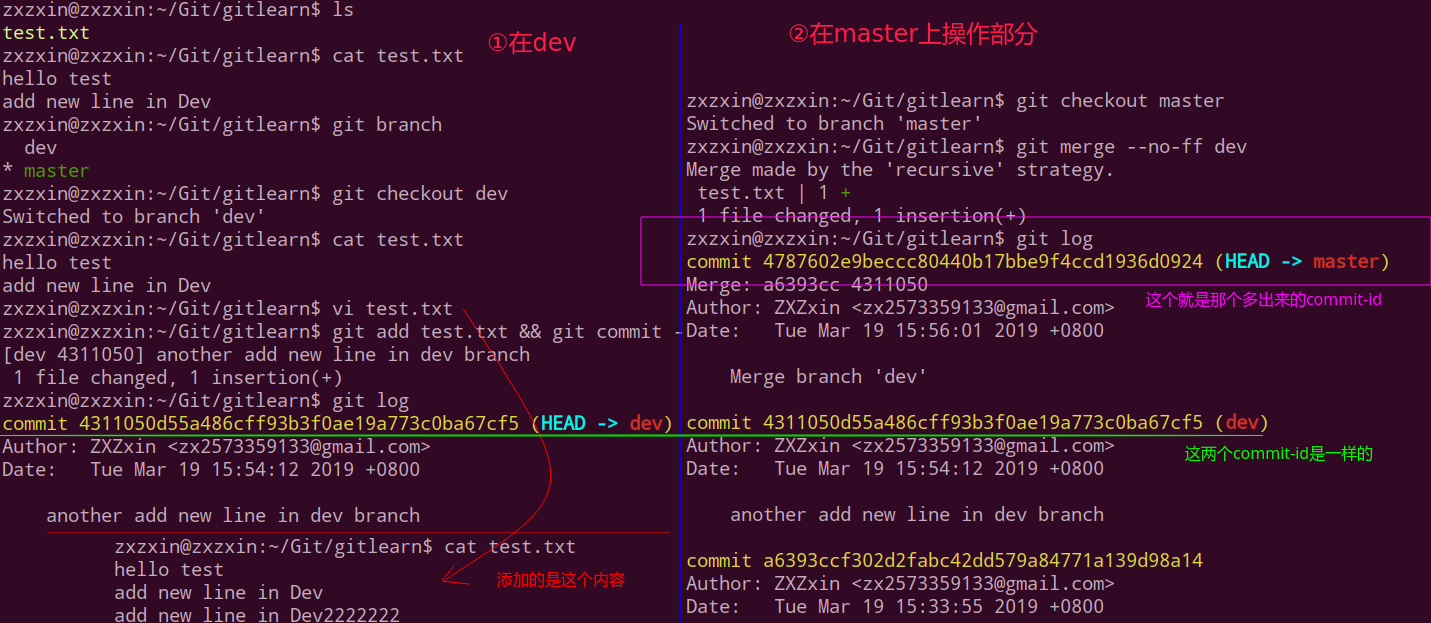 zxzxin@zxzxin:~/Git/gitlearn$ ls
test.txt
①在dev
zxzxin@zxzxin:~/Git/gitlearn$ cat test.txt
hello test
add new line in Dev
zxzxin@zxzxin:~/Git/gitlearn$ git branch
dev
* master
zxzxin@zxzxin:~/Git/gitlearn$ git checkout dev
Switched to branch 'dev'
zxzxin@zxzxin:~/Git/gitlearn$ cat test.txt
hello test
add new line in Dev
zxzxin@zxzxin:~/Git/gitlearn$ vi test.txt
zxzxin@zxzxin:~/Git/gitlearn$ git add test.txt && git commit -
[dev 4311050] another add new line in dev branch
1 file changed, 1 insertion(+)
zxzxin@zxzxin:~/Git/gitlearn$ git log
commit 4311050d55a486cff93b3f0ae19a773c0ba67cf5 (HEAD -> dev)
Author: ZXZxin <zx2573359133@gmail.com>
Date:   Tue Mar 19 15:54:12 2019 +0800
another add new line in dev branch
zxzxin@zxzxin:~/Git/gitlearn$ cat test.txt
hello test
add new line in Dev
add new line in Dev2222222
添加的是这个内容
②在master上操作部分
zxzxin@zxzxin:~/Git/gitlearn$ git checkout master
Switched to branch 'master'
zxzxin@zxzxin:~/Git/gitlearn$ git merge --no-ff dev
Merge made by the 'recursive' strategy.
test.txt | 1 +
1 file changed, 1 insertion(+)
zxzxin@zxzxin:~/Git/gitlearn$ git log
commit 4787602e9beccc80440b17bbe9f4ccd1936d0924 (HEAD -> master)
Merge: a6393cc 4311050
这个就是那个多出来的commit-id
Author: ZXZxin <zx2573359133@gmail.com>
Date:   Tue Mar 19 15:56:01 2019 +0800
Merge branch 'dev'
commit 4311050d55a486cff93b3f0ae19a773c0ba67cf5 (dev)
Author: ZXZxin <zx2573359133@gmail.com>
这两个commit-id是一样的
Date:   Tue Mar 19 15:54:12 2019 +0800
another add new line in dev branch
commit a6393ccf302d2fabc42dd579a84771a139d98a14
Author: ZXZxin <zx2573359133@gmail.com>
Date:   Tue Mar 19 15:33:55 2019 +0800